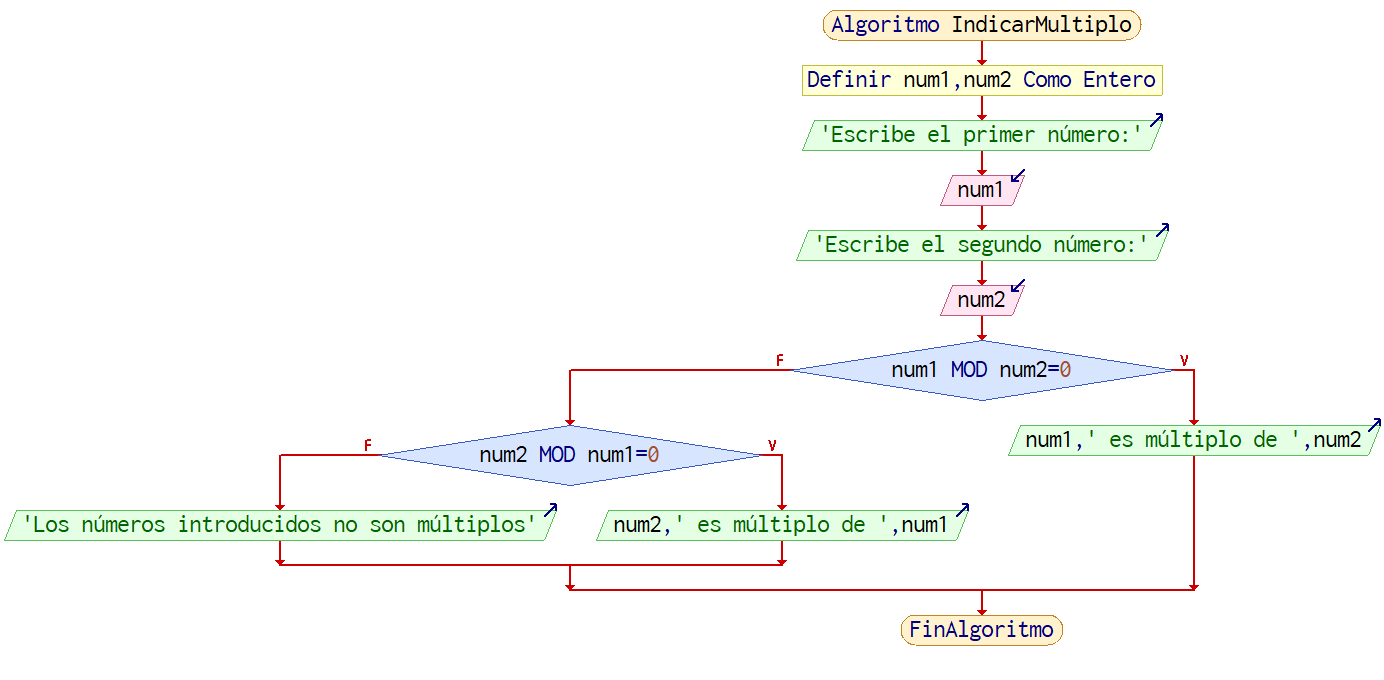 Algoritmo IndicarMultiplo
Definir num1,num2 Como Entero
'Escribe el primer número:'
num1
'Escribe el segundo número:'
num2
F
num1 MOD num2=0
V
F
num2 MOD num1=0
V
num1,' es múltiplo de ',num2
'Los números introducidos no son múltiplos'
num2,' es múltiplo de ',num1
FinAlgoritmo